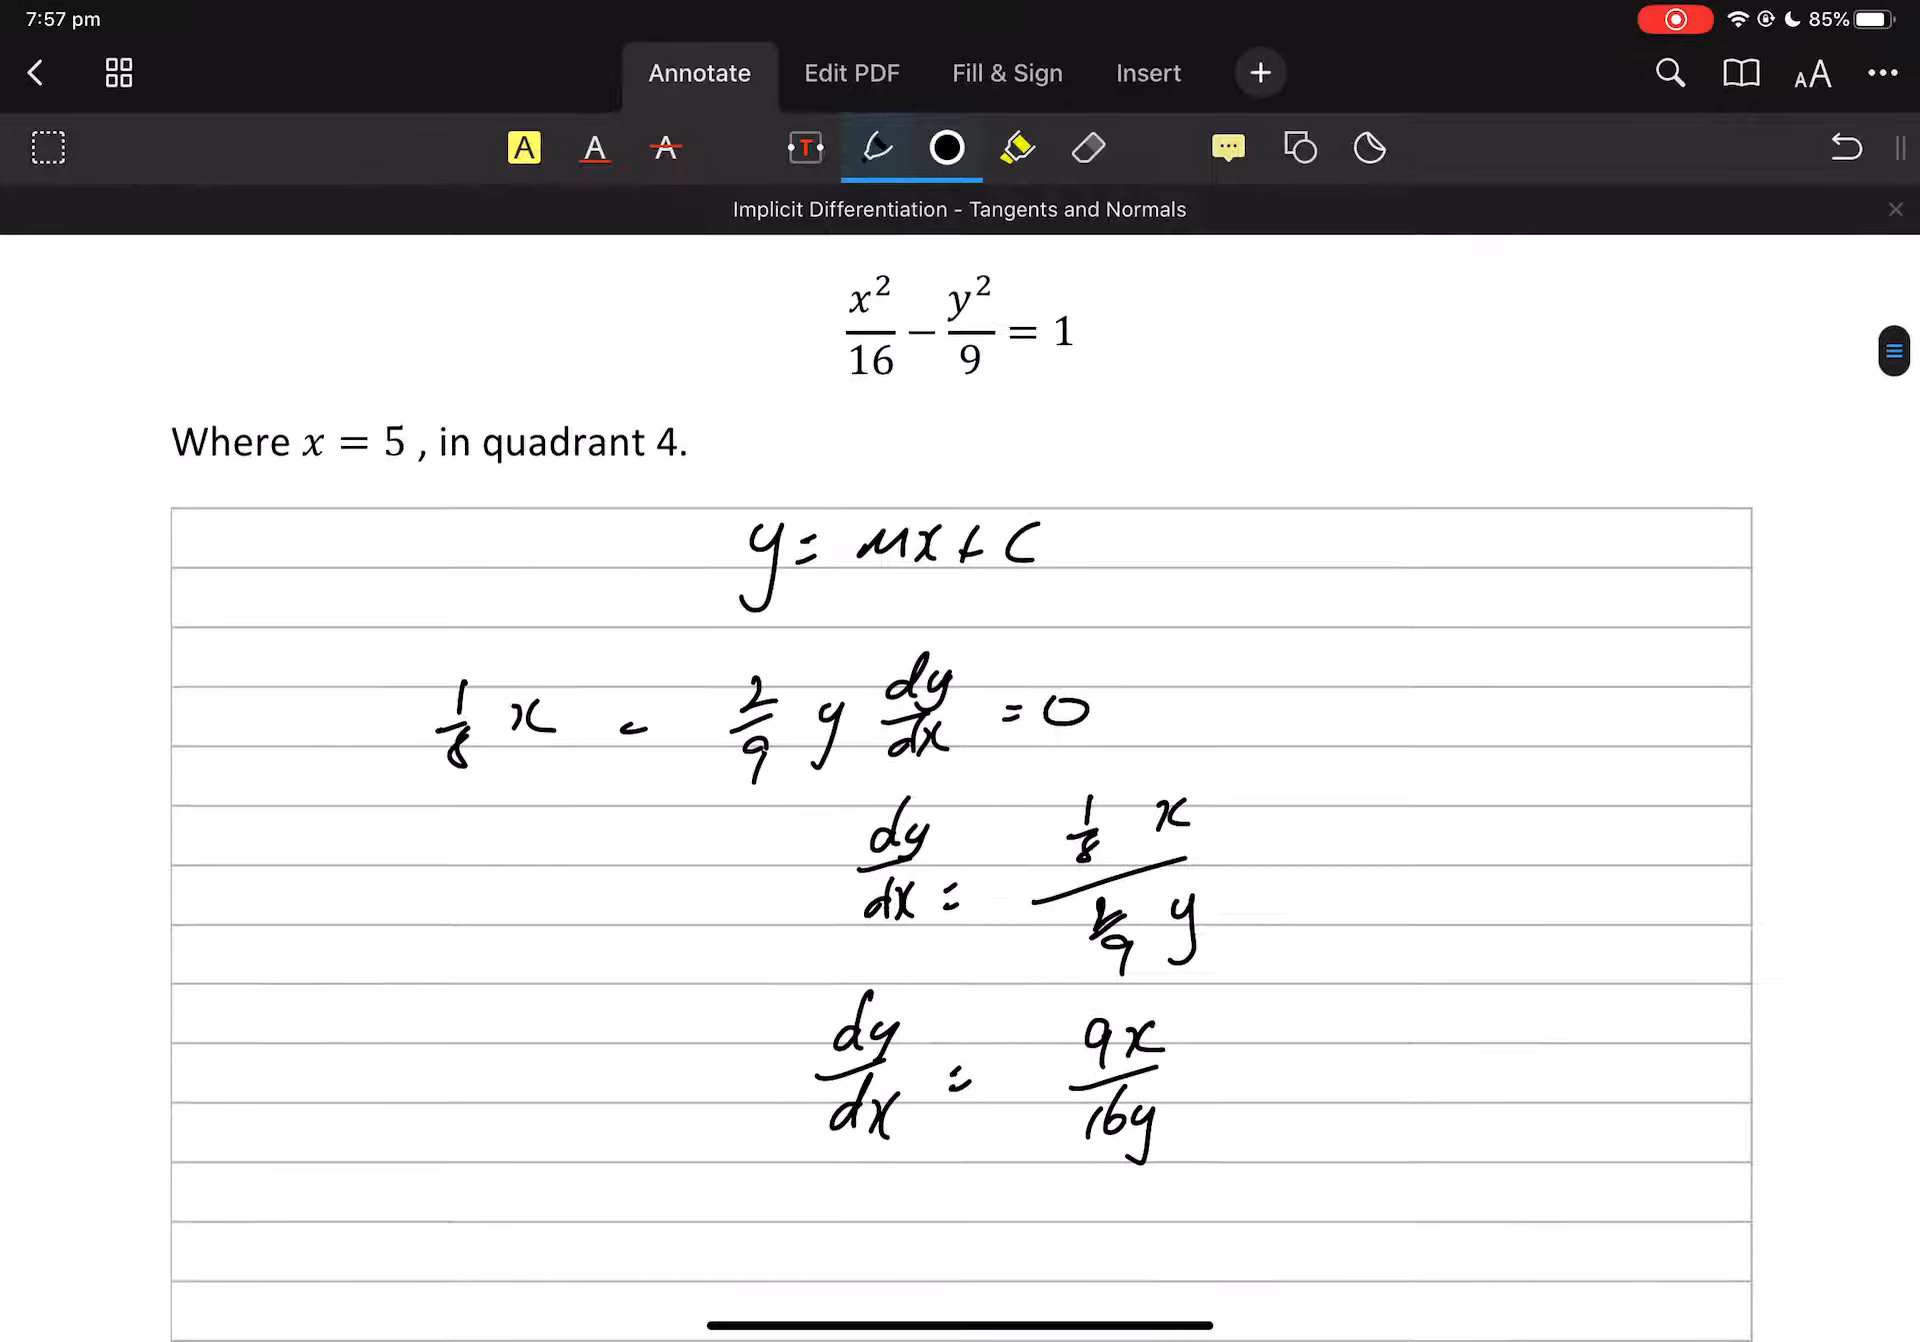 7:57 pm
85%
Annotate Edit PDF Fill & Sign Insert +
A A A T
Implicit Differentiation - Tangents and Normals
x²/16 − y²/9 = 1
Where x = 5 , in quadrant 4.
y = mx + c
1/8 x - 2/9 y dy/dx = 0
dy/dx = (1/8 x)/(2/9 y)
dy/dx = 9x/16y